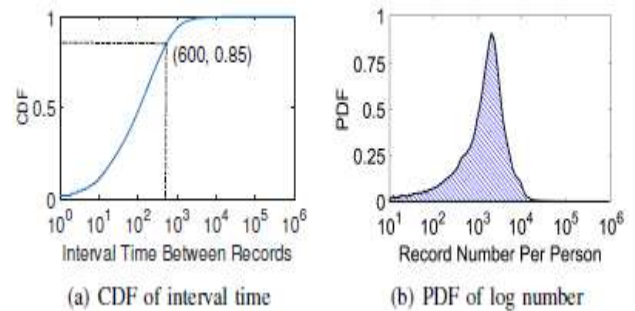 1
0.5
0
CDF
(600, 0.85)
10^0 10^1 10^2 10^3 10^4 10^5 10^6
Interval Time Between Records
(a) CDF of interval time
1
0.75
0.5
0.25
0
PDF
10^1 10^2 10^3 10^4 10^5 10^6
Record Number Per Person
(b) PDF of log number